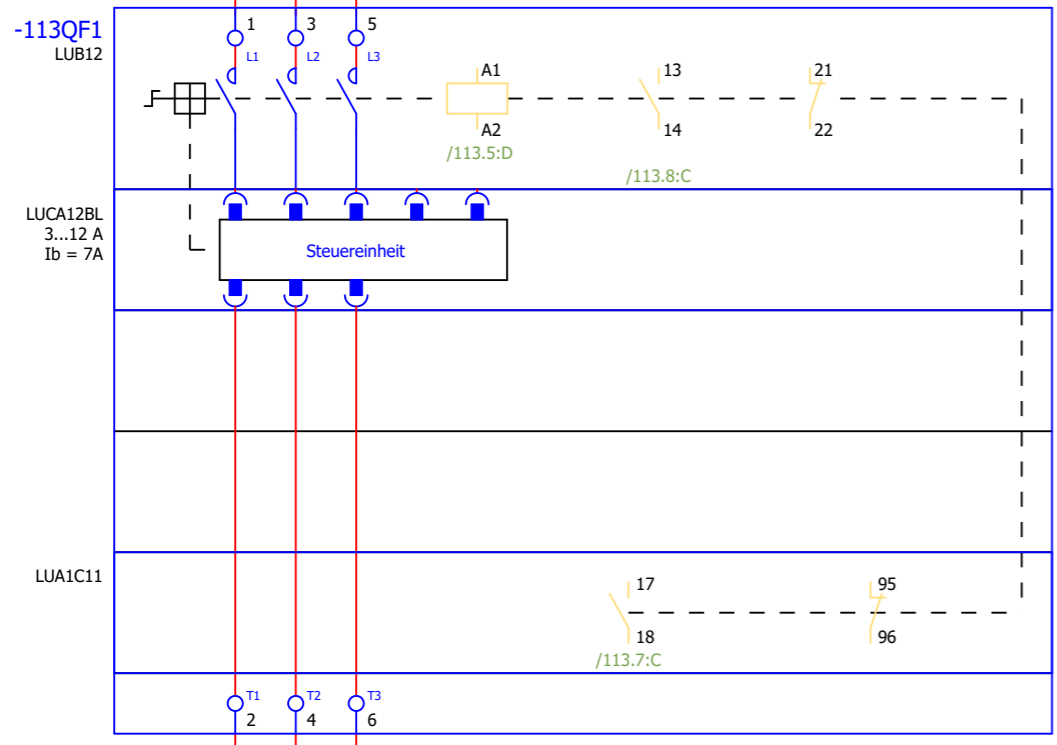 -113QF1
LUB12
1 3 5
L1 L2 L3
A1 13 21
A2 14 22
/113.5:D
/113.8:C
LUCA12BL
3...12 A
Ib = 7A
Steuereinheit
LUA1C11
17 95
18 96
/113.7:C
T1 T2 T3
2 4 6